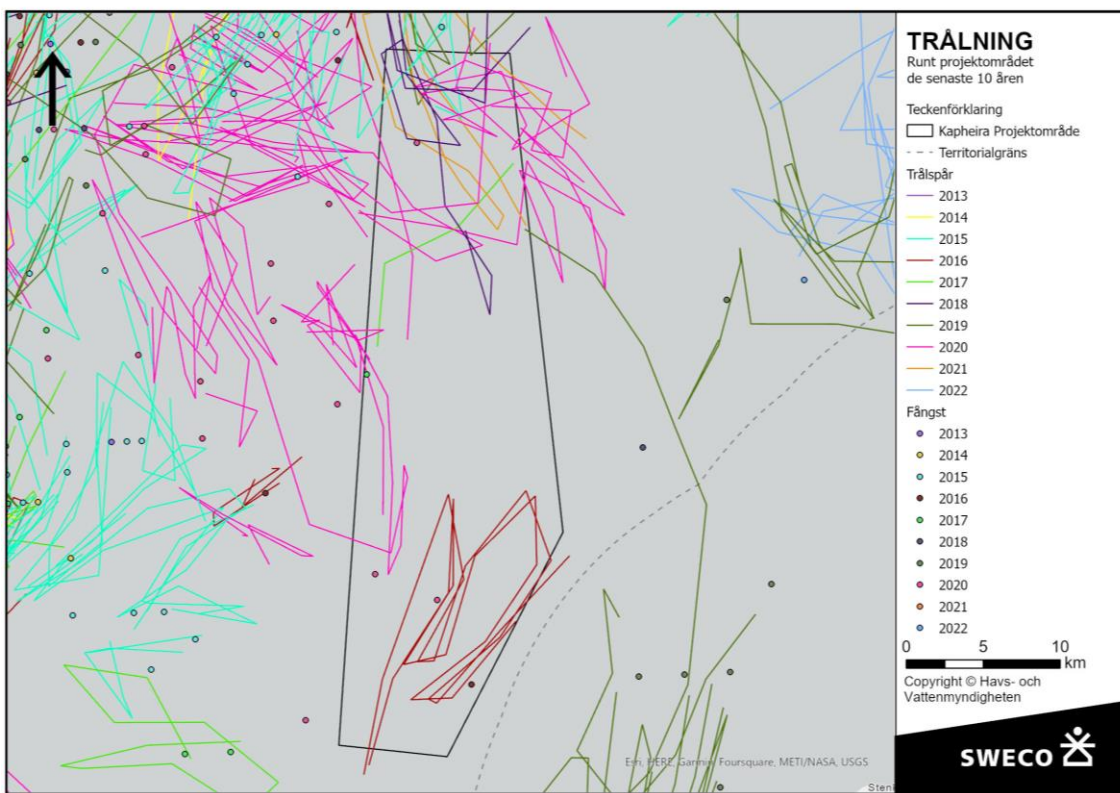 TRÅLNING
Runt projektområdet
de senaste 10 åren
Teckenförklaring
Kapheira Projektområde
Territorialgräns
Trålspår
2013
2014
2015
2016
2017
2018
2019
2020
2021
2022
Fångst
2013
2014
2015
2016
2017
2018
2019
2020
2021
2022
0 5 10
km
Copyright © Havs- och
Vattenmyndigheten
SWECO
Esri, HERE, Garmin, Foursquare, METI/NASA, USGS
Steni